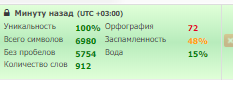 Минуту назад (UTC +03:00)
Уникальность 100% Орфография 72
Всего символов 6980 Заспамленность 48%
Без пробелов 5754 Вода 15%
Количество слов 912